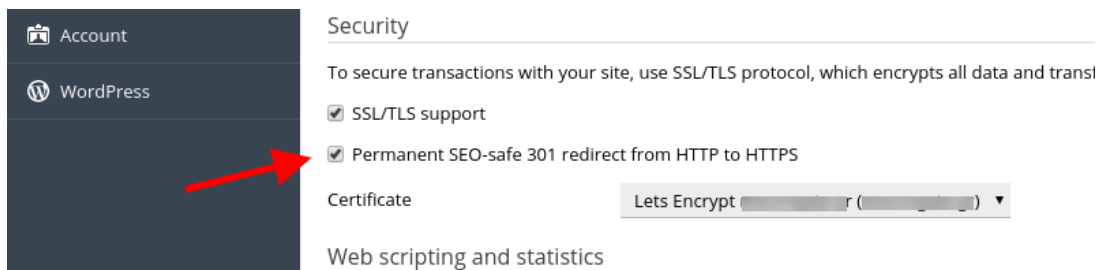 Account
WordPress
Security
To secure transactions with your site, use SSL/TLS protocol, which encrypts all data and transf
SSL/TLS support
Permanent SEO-safe 301 redirect from HTTP to HTTPS
Certificate
Lets Encrypt r ( )
Web scripting and statistics